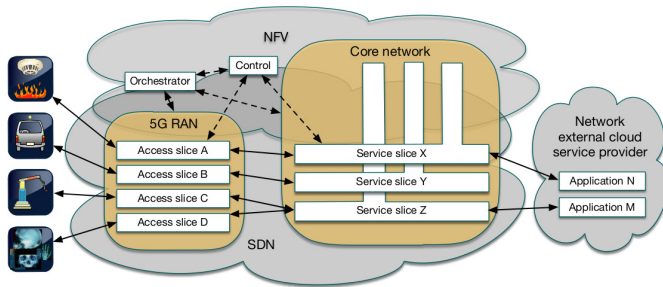 NFV
Control
Core network
Orchestrator
5G RAN
Access slice A
Access slice B
Access slice C
Access slice D
Service slice X
Service slice Y
Service slice Z
SDN
Network
external cloud
service provider
Application N
Application M